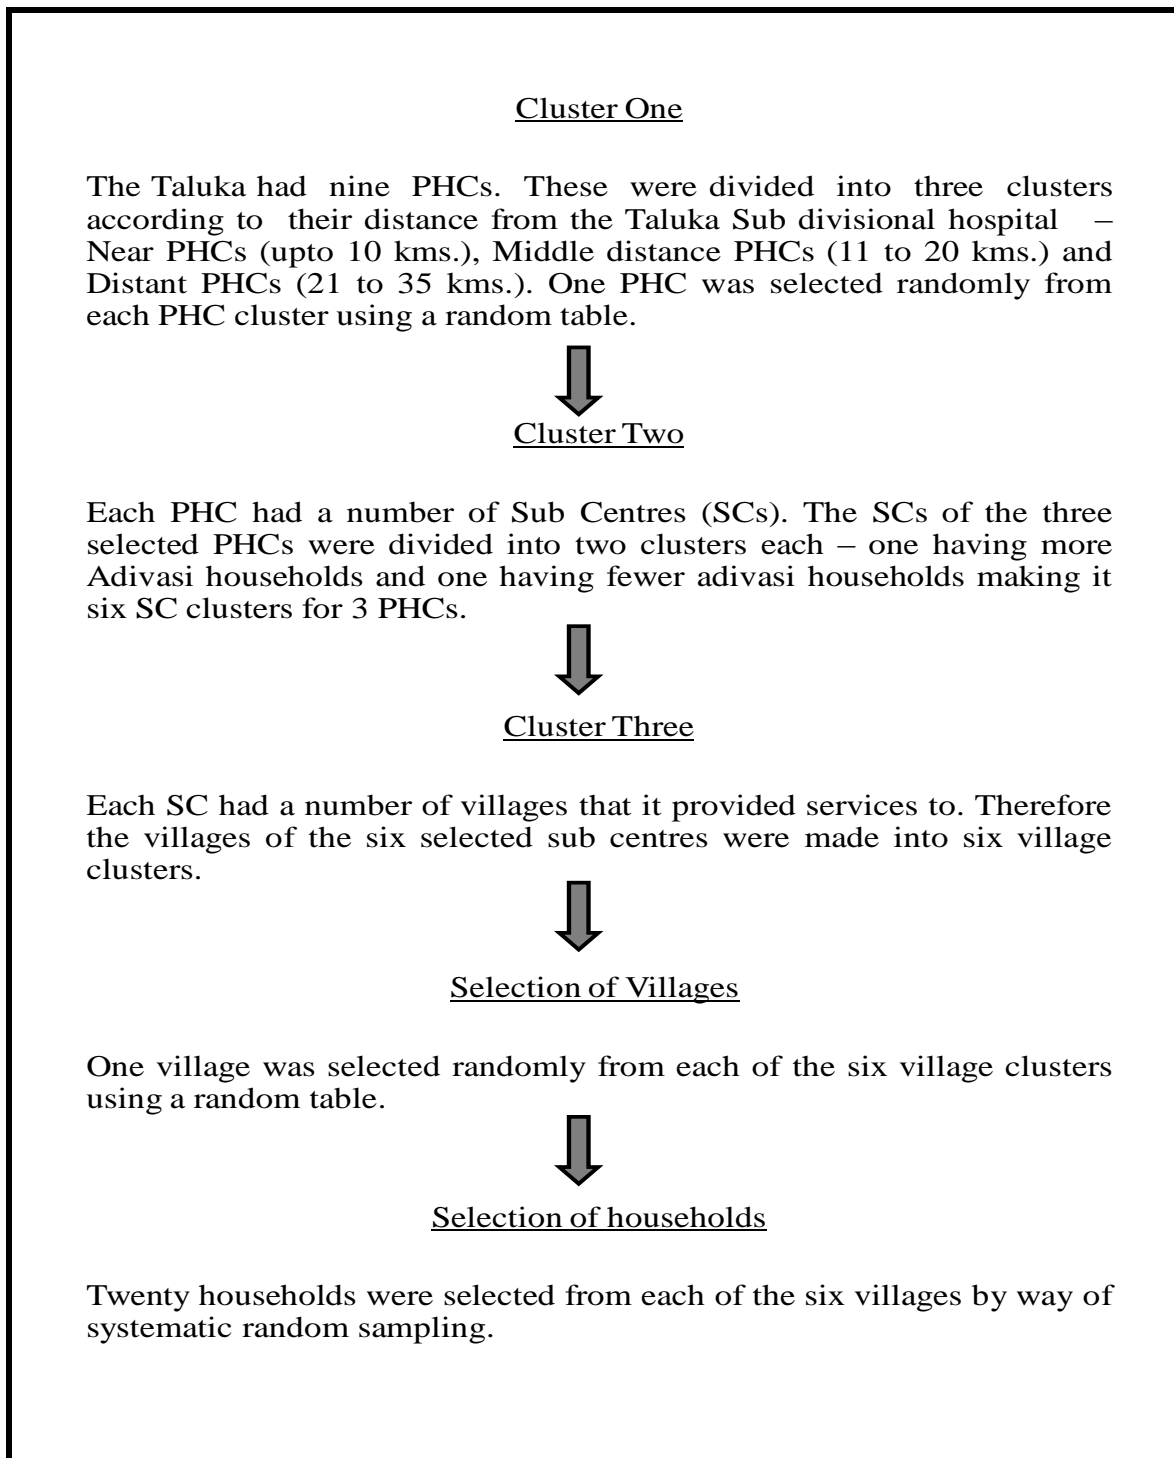 Cluster One
The Taluka had nine PHCs. These were divided into three clusters
according to their distance from the Taluka Sub divisional hospital –
Near PHCs (upto 10 kms.), Middle distance PHCs (11 to 20 kms.) and
Distant PHCs (21 to 35 kms.). One PHC was selected randomly from
each PHC cluster using a random table.
Cluster Two
Each PHC had a number of Sub Centres (SCs). The SCs of the three
selected PHCs were divided into two clusters each – one having more
Adivasi households and one having fewer adivasi households making it
six SC clusters for 3 PHCs.
Cluster Three
Each SC had a number of villages that it provided services to. Therefore
the villages of the six selected sub centres were made into six village
clusters.
Selection of Villages
One village was selected randomly from each of the six village clusters
using a random table.
Selection of households
Twenty households were selected from each of the six villages by way of
systematic random sampling.